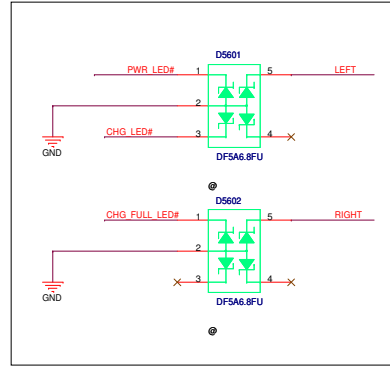 D5601
PWR_LED# 1 5 LEFT
2
GND
CHG_LED# 3 4
DF5A6.8FU
@
D5602
CHG_FULL_LED# 1 5 RIGHT
2
3 4
GND
DF5A6.8FU
@